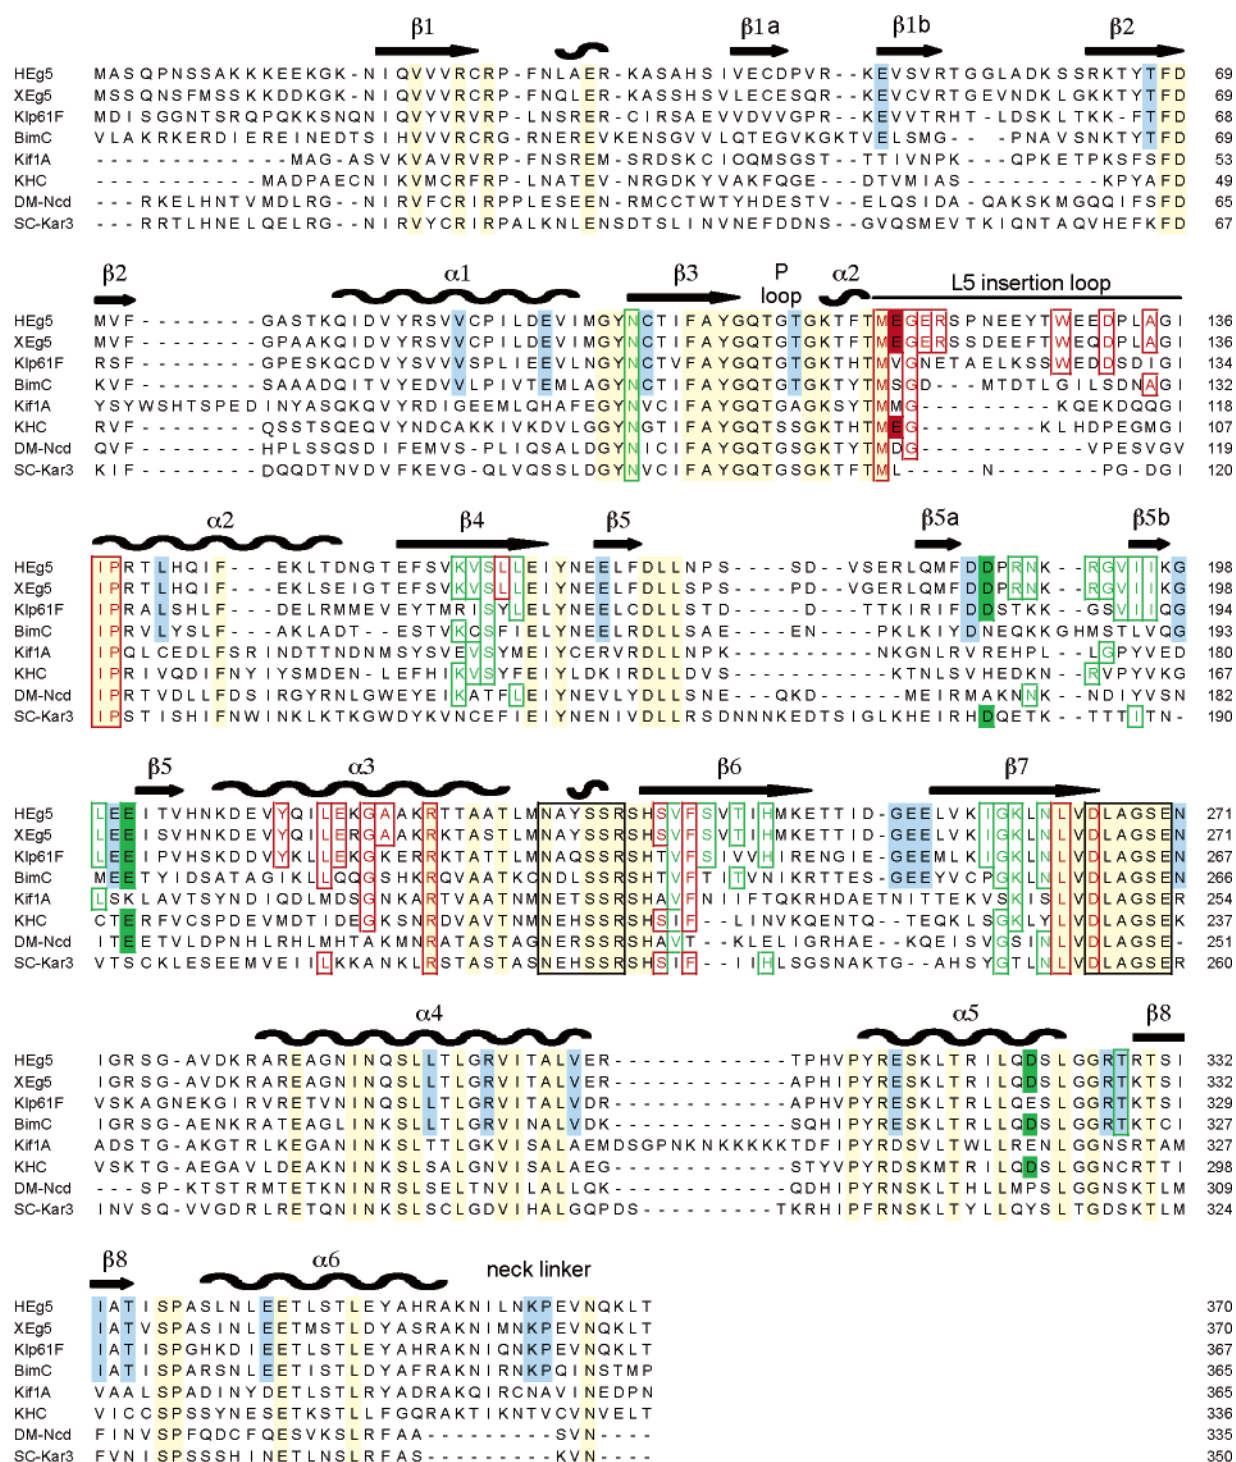 β1 β1a β1b β2
HEg5 MASQPNSSAKKKEEKGK-NIQVVVRCRP-FNLAER-KASAHSIVECDPVR--KEVSVRTGGLADKSSRKTYTFD 69
XEg5 MSSQNSFMSSKKDDKGK-NIQVVVRCRP-FNQLER-KASSHSVLECESQR--KEVCVRTGEVNDKLGKKTYTFD 69
Klp61F MDISGGNTSRQPQKKSNQNIQVYVRVRP-LNSRER-CIRSAEVVDVVGPR--KEVVTRHT-LDSKLTKK-FTFD 68
BimC VLAKRKERDIEREINEDTSIHVVVRCRG-RNEREVKENSGVVLQTEGVKGKTVELSMG--PNAVSNKTYTFD 69
Kif1A -----------MAG-ASVKVAVRVRP-FNSREM-SRDSKCIIQMSGST--TTIVNPK--QPKETPKSFSFD 53
KHC ----------MADPAECNIKVMCRFRP-LNATEV-NRGDKYVAKFQGE--DTVMIAS---------KPYAFD 49
DM-Ncd ---RKELHNTVMDLRG--NIRVFCRIRPPLESEENRMCCTWTYHDESTV---ELQSIDA-QAKSKMGQQIFSFD 65
SC-Kar3 ---RRTLHNELQELRG--NIRVYCRIRPALKNLENSDTSLINVNEFDDNS---GVQSMEVTKIQNTAQVHEFKFD 67
β2 α1 β3 P loop α2 L5 insertion loop
HEg5 MVF--------GASTKQIDVYRSVVCPILDEVIMGYNCTIFAYGQTGTGKTFTMEGERSPNEEYTWEEDPLAGI 136
XEg5 MVF--------GPAAKQIDVYRSVVCPILDEVIMGYNCTIFAYGQTGTGKTFTMEGERSSDEEFTWEQDPLAGI 136
Klp61F RSF--------GPESKQCDVYSVVVSPLIEEVLNGYNCTVFAYGQTGTGKTHTMVGNETAELKSSWEDDSDIGI 134
BimC KVF--------SAAADQITVYEDVVLPIVTEMLAGYNCTIFAYGQTGTGKTYTMSGD---MTDTLGILSDNAGI 132
Kif1A YSYWSHTSPEDINYASQKQVYRDIGEEMLQHAFEGYNVCIFAYGQTGAGKSYTMMG---------KQEKDQQGI 118
KHC RVF--------QSSTSQEQVYNDCAKKIVKDVLGGYNGTIFAYGQTSSGKTHTMEG---------KLHDPEGMGI 107
DM-Ncd QVF--------HPLSSQSDIFEMVS-PLIQSALDGYNICIFAYGQTGSGKTYTMDG-----------VPESVGV 119
SC-Kar3 KIF--------DQQDTNVDVFKEVG-QLVQSSLDGYNVCIFAYGQTGSGKTFTML----N-------PG-DGI 120
α2 β4 β5 β5a β5b
HEg5 IPRTLHQIF---EKLTDNGTEFSVKVSLLEIYNEELFDLLNPS----SD--VSERLQMFDDPRNK--RGVIIKG 198
XEg5 IPRTLHQIF---EKLSEIGTEFSVKVSLLEIYNEELFDLLSPS----PD--VGERLQMFDDPRNK--RGVIIKG 198
Klp61F IPRALSHLF---DELRMMEVEYTMRISYLELYNEELCDLLSTD----D---TTKIRIFDDSTKK--GSVIIQG 194
BimC IPRVLYSLF---AKLADT--ESTVKQSFIELYNEELRDLLSAE----EN---PKLKIYDNEQKKGHMSTLVQG 193
Kif1A IPQLCEDLFSRINDTTNDNMSYSVEVSYMEIYCERVRDLLNPK---------NKGNLRVREHPL--LGPYVED 180
KHC IPRIVQDIFNYIYSMDEN-LEFHIKVSYFEIYLDKIRDLLDVS--------KTNLSVHEDKN--RVPYVKG 167
DM-Ncd IPRTVDLLFDSIRGYRNLGWEYEIKATFLEIYNEVLYDLLSNE---QKD---MEIRMAKNNK--NDIYVSN 182
SC-Kar3 IPSTISHIFNWINKLKTKGWDYKVNCEFIEIYNENIVDLLRSDNNNKEDTSIGLKHEIRHDQETK--TTTITN- 190
β5 α3 β6 β7
HEg5 LEEITVHNKDEVYQILEKGAAKRTTAATLMNAYSSRSHSVFSVTIHMKETTID-GEELVKIGKLNLVDLAGSEN 271
XEg5 LEEISVHNKDEVYQILERGAAKRKTAATLMNAYSSRSHSVFSVTIHMKETTID-GEELVKIGKLNLVDLAGSEN 271
Klp61F LEEIPVHSKDDVYKLLEKGKERRKTATTLMNAQSSRSHTVFSIVVHIRENGIE-GEEMLKIGKLNLVDLAGSEN 267
BimC MEETYIDSATAGIKLLQQGSHKRQVAATKCNDLSSRSHTVFTITVNIKRTTES-GEEYVCPGKLNLVDLAGSEN 266
Kif1A LSKLAVTSYNDIQDLMDSGNKARTVAATNMNETSSRSHAVFNIIFTQKRHDAETNITTEKVSKISLVDLAGSER 254
KHC CTERFVCSPDEVMDTIDEGKSNRDVAVTNMNEHSSRSHSIF--LINVKQENTQ--TEQKLSGKLYLVDLAGSEK 237
DM-Ncd ITEETVLDPNHLRHLMHTAKMNRATASTAGNERSSRSHAVT--KLELIGRHAE--KQEISVGSINLVDLAGSE- 251
SC-Kar3 VTSCKLESEEMVEIILKKANKLRSTASTASNEHSSRSHSIF--IIHLSGSNAKTG--AHSYGTLNLVDLAGSER 260
α4 α5 β8
HEg5 IGRSG-AVDKRAREAGNINQSLLTLGRVITALVER-----------TPHVPYRESKLTRILQDSLGGRTRTSI 332
XEg5 IGRSG-AVDKRAREAGNINQSLLTLGRVITALVER-----------APHIPYRESKLTRILQDSLGGRTKTSI 332
Klp61F VSKAGNEKGIRVRETVNINQSLLTLGRVITALVDR-----------APHVPYRESKLTRLLQESLGGRTKTSI 329
BimC IGRSG-AENKRATEAGLINKSLLTLGRVINALVDK-----------SQHIPYRESKLTRLLQDSLGGRTKTCI 327
Kif1A ADSTG-AKGTRLKEGANINKSLTTLGKVISALAEMDSGPNKNKKKKKTDFIPYRDSVLTWLLRENLGGNSRTAM 327
KHC VSKTG-AEGAVLDEAKNINKSLSALGNVISALAEG-----------STYVPYRDSKMTRILQDSLGGNCRTTI 298
DM-Ncd ---SP-KTSTRMTETKNINRSLSELTNVILALLQK-----------QDHIPYRNSKLTHLLMPSLGGNSKTLM 309
SC-Kar3 INVSQ-VVGDRLRETQNINKSLSCLGDVIHALGQPDS---------TKRHIPFRNSKLTYLLQYSLTGDSKTLM 324
β8 α6 neck linker
HEg5 IATISPASLNLEETLSTLEYAHRAKNILNKPEVNQKLT 370
XEg5 IATVSPASINLEETMSTLDYASRAKNIMNKPEVNQKLT 370
Klp61F IATISPGHKDIEETLSTLEYAHRAKNIQNKPEVNQKLT 367
BimC IATISPARSNLEETISTLDYAFRAKNIRNKPQINSTMP 365
Kif1A VAALSPADINYDETLSTLRYADRAKQIRCNAVINEDPN 365
KHC VICCSPSSYNESETKSTLLFGQRAKTIKNTVCVNVELT 336
DM-Ncd FINVSPFQDCFQESVKSLRFAA---------SVN---- 335
SC-Kar3 FVNISPSSSHINETLNSLRFAS---------KVN---- 350